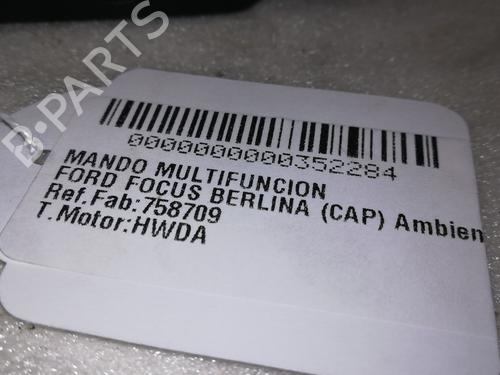 B-PARTS
0000000000352284
MANDO MULTIFUNCION
FORD FOCUS BERLINA (CAP) Ambien
Ref.Fab:758709
T.Motor:HWDA